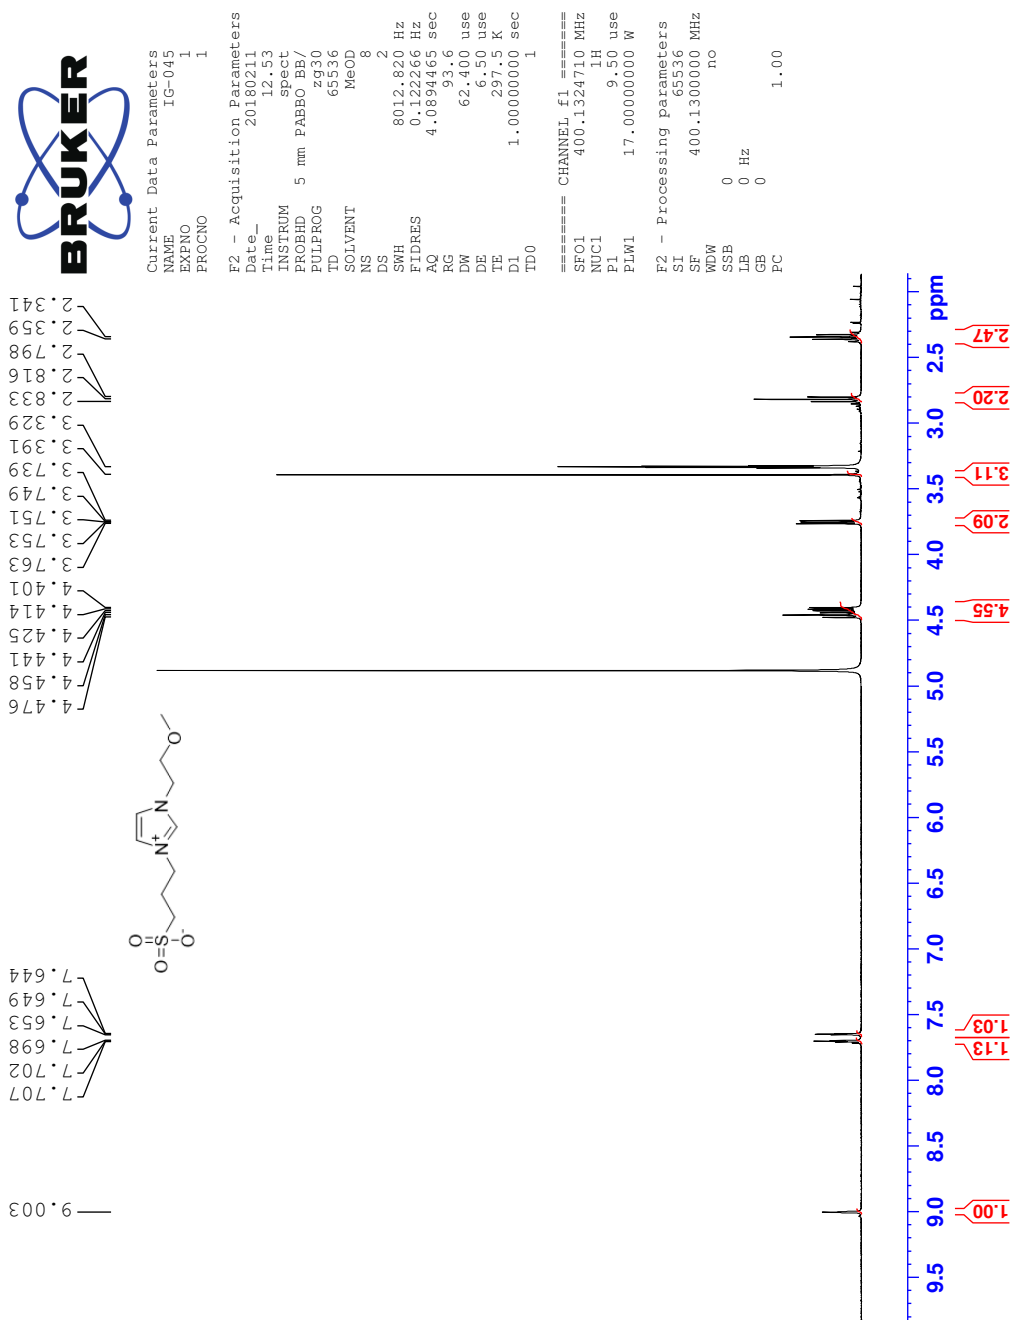 BRUKER
Current Data Parameters
NAME IG-045
EXPNO 1
PROCNO 1
F2 - Acquisition Parameters
Date_ 20180211
Time 12.53
INSTRUM spect
PROBHD 5 mm PABBO BB/
PULPROG zg30
TD 65536
SOLVENT MeOD
NS 8
DS 2
SWH 8012.820 Hz
FIDRES 0.122266 Hz
AQ 4.0894465 sec
RG 93.6
DW 62.400 use
DE 6.50 use
TE 297.5 K
D1 1.00000000 sec
TD0 1
======== CHANNEL f1 ========
SFO1 400.1324710 MHz
NUC1 1H
P1 9.50 use
PLW1 17.00000000 W
F2 - Processing parameters
SI 65536
SF 400.1300000 MHz
WDW no
SSB 0
LB 0 Hz
GB 0
PC 1.00
9.003
7.707
7.702
7.698
7.653
7.649
7.644
4.476
4.458
4.441
4.425
4.414
4.401
3.763
3.753
3.751
3.749
3.739
3.391
3.329
2.833
2.816
2.798
2.359
2.341
O
O=S-O-
N+
N
O
9.5 9.0 8.5 8.0 7.5 7.0 6.5 6.0 5.5 5.0 4.5 4.0 3.5 3.0 2.5 ppm
1.00
1.13
1.03
4.55
2.09
3.11
2.20
2.47